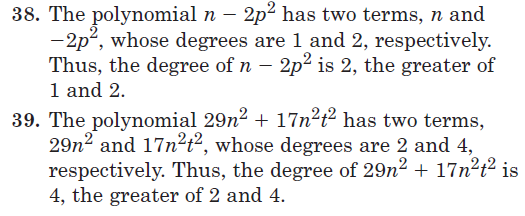 38. The polynomial n − 2p² has two terms, n and
−2p², whose degrees are 1 and 2, respectively.
Thus, the degree of n − 2p² is 2, the greater of
1 and 2.
39. The polynomial 29n² + 17n²t² has two terms,
29n² and 17n²t², whose degrees are 2 and 4,
respectively. Thus, the degree of 29n² + 17n²t² is
4, the greater of 2 and 4.